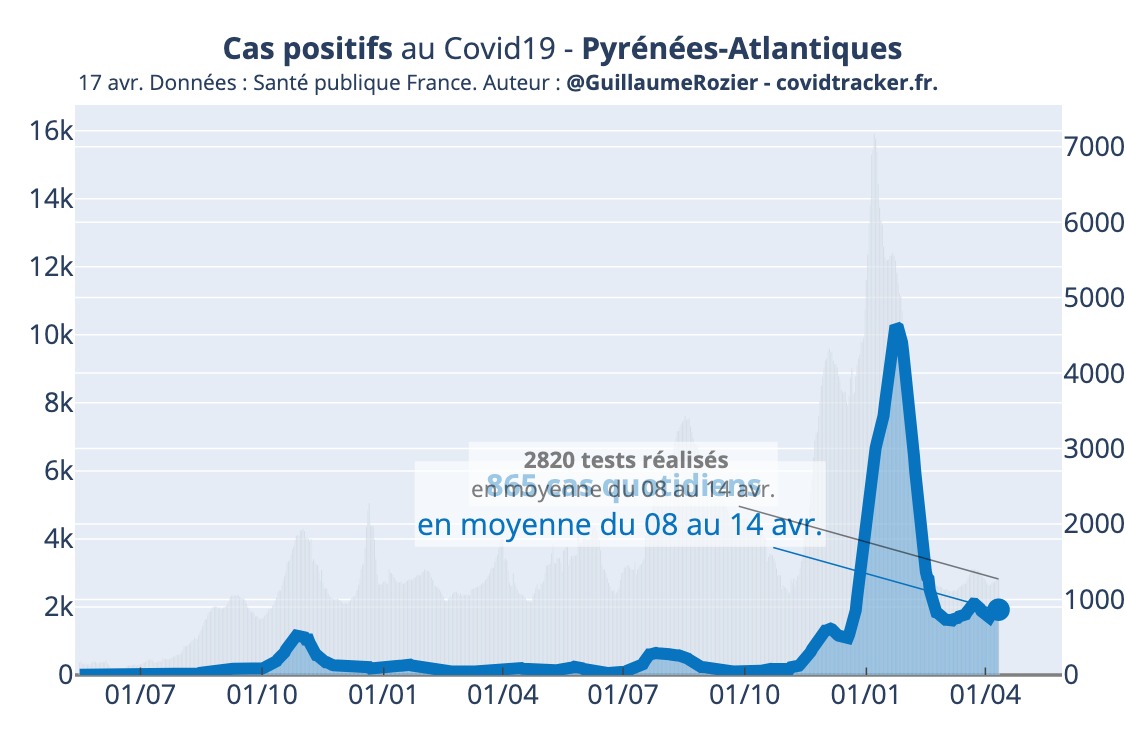 Cas positifs au Covid19 - Pyrénées-Atlantiques
17 avr. Données : Santé publique France. Auteur : @GuillaumeRozier - covidtracker.fr.
16k
14k
12k
10k
8k
6k
4k
2k
0
7000
6000
5000
4000
3000
2000
1000
0
2820 tests réalisés
en moyenne du 08 au 14 avr.
865 cas quotidiens
en moyenne du 08 au 14 avr.
01/07 01/10 01/01 01/04 01/07 01/10 01/01 01/04